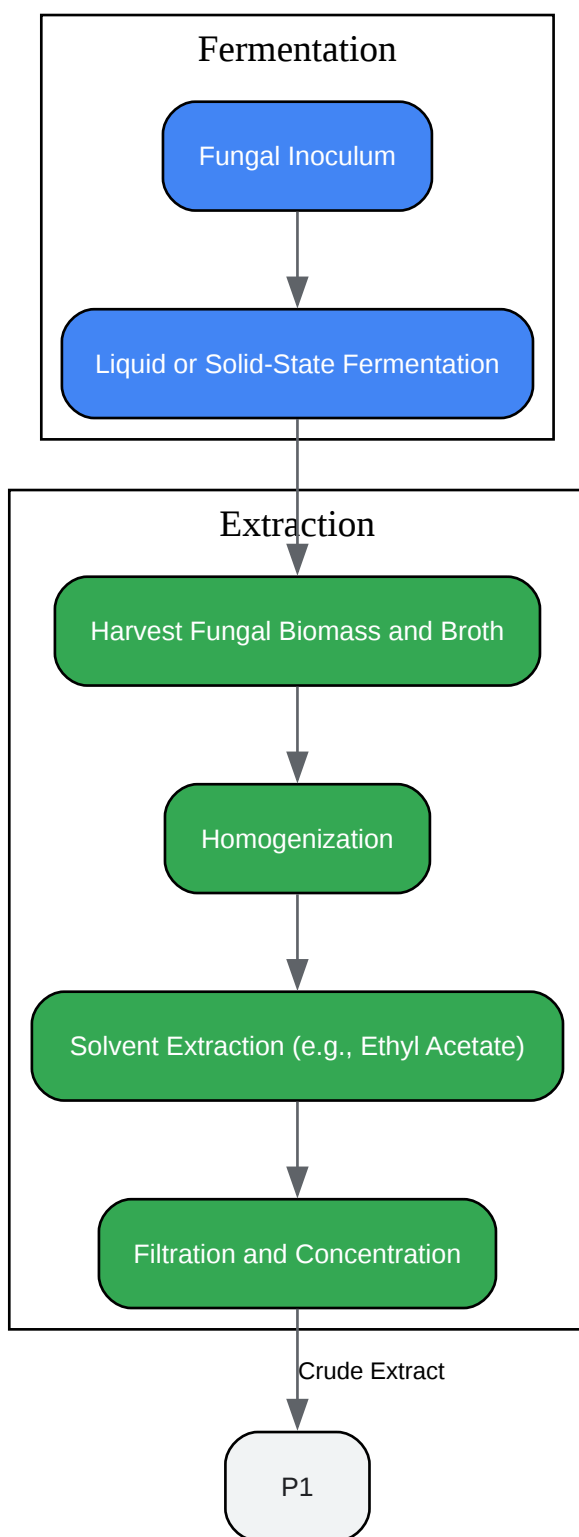 Fermentation
Fungal Inoculum
Liquid or Solid-State Fermentation
Extraction
Harvest Fungal Biomass and Broth
Homogenization
Solvent Extraction (e.g., Ethyl Acetate)
Filtration and Concentration
Crude Extract
P1